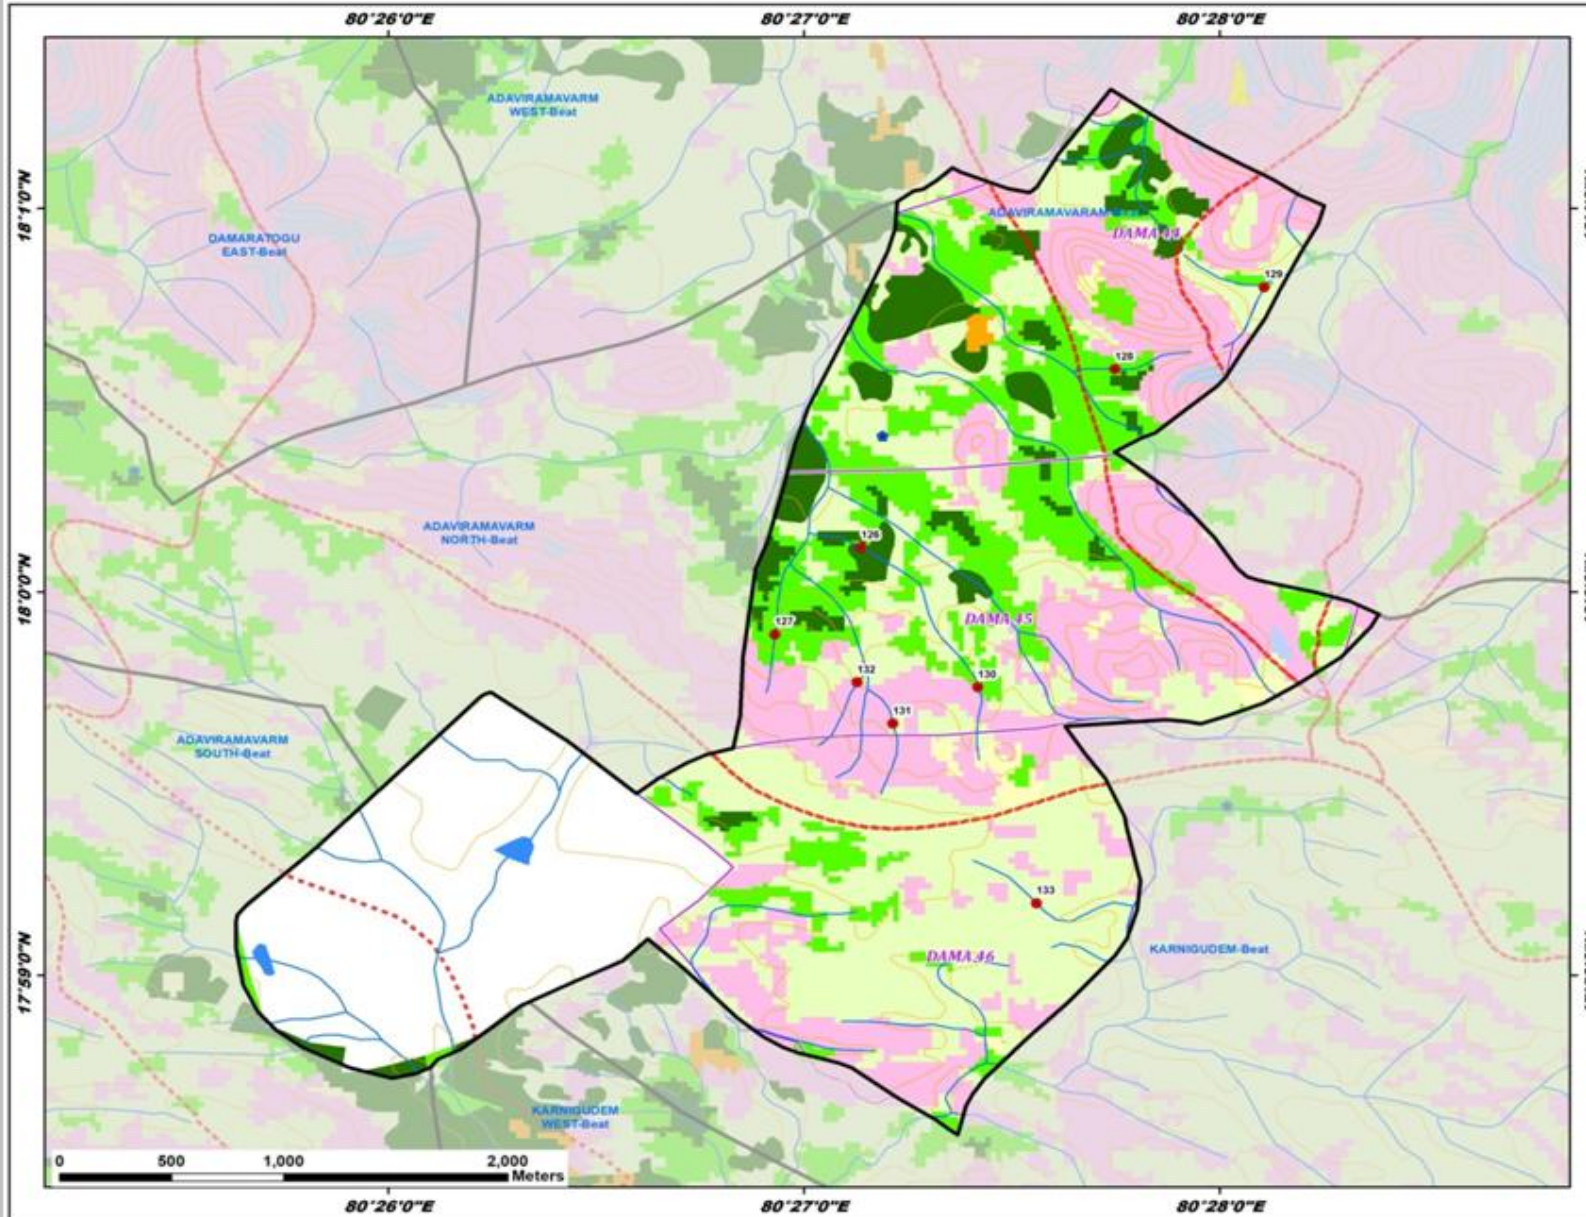 80°26'0"E
80°27'0"E
80°28'0"E
ADAVIRAMAVARM
WEST-Beat
18°1'0"N
DAMARATOGU
EAST-Beat
DAMA 44
129
128
ADAVIRAMAVARM
NORTH-Beat
126
18°0'0"N
DAMA 45
127
132
130
131
ADAVIRAMAVARM
SOUTH-Beat
133
DAMA 46
KARNIGUDEM-Beat
17°59'0"N
KARNIGUDEM
WEST-Beat
0 500 1,000 2,000
Meters
80°26'0"E
80°27'0"E
80°28'0"E